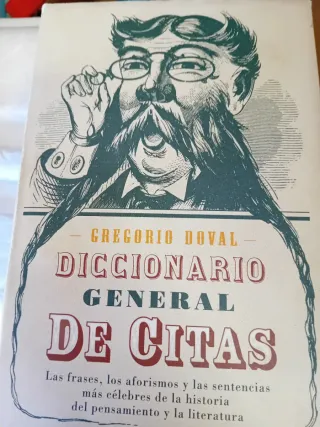 GREGORIO DOVAL
DICCIONARIO
GENERAL
DE CITAS
Las frases, los aforismos y las sentencias
más célebres de la historia
del pensamiento y la literatura